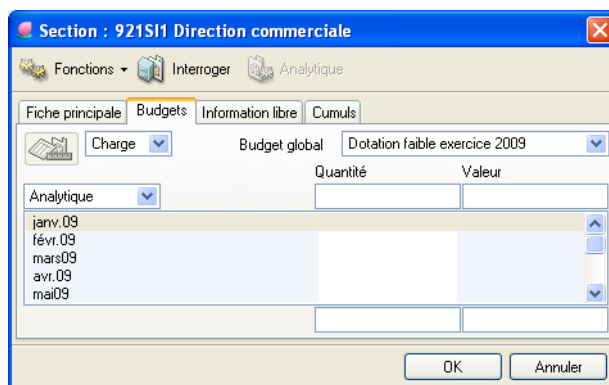 Section : 921SI1 Direction commerciale
Fonctions Interroger Analytique
Fiche principale Budgets Information libre Cumuls
Charge Budget global Dotation faible exercice 2009
Quantité Valeur
Analytique
janv.09
févr.09
mars09
avr.09
mai09
OK Annuler